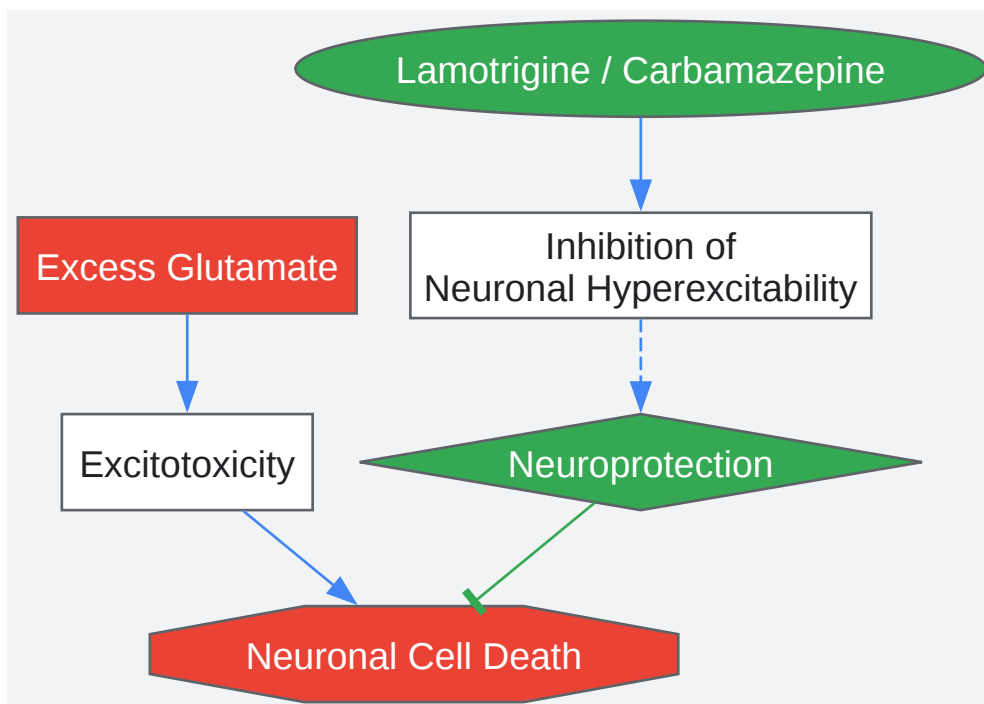 Lamotrigine / Carbamazepine
Excess Glutamate
Inhibition of
Neuronal Hyperexcitability
Excitotoxicity
Neuroprotection
Neuronal Cell Death